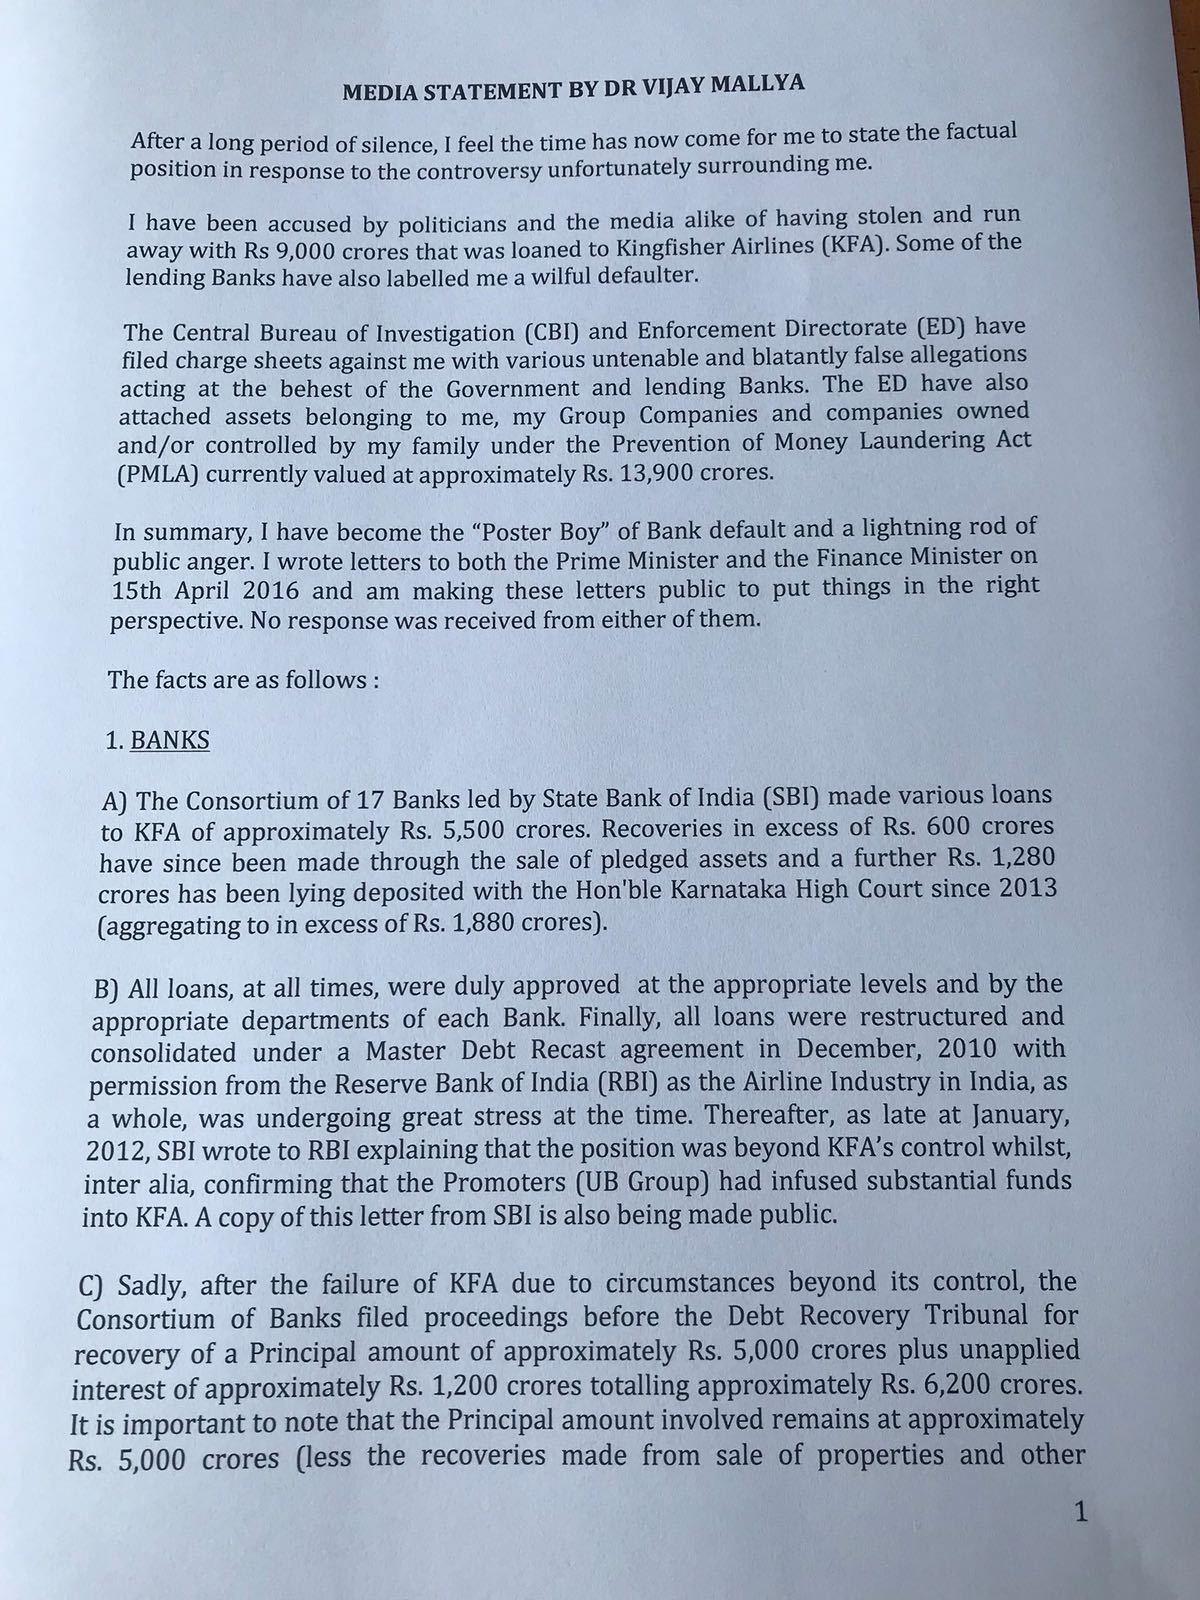 MEDIA STATEMENT BY DR VIJAY MALLYA
After a long period of silence, I feel the time has now come for me to state the factual
position in response to the controversy unfortunately surrounding me.
I have been accused by politicians and the media alike of having stolen and run
away with Rs 9,000 crores that was loaned to Kingfisher Airlines (KFA). Some of the
lending Banks have also labelled me a wilful defaulter.
The Central Bureau of Investigation (CBI) and Enforcement Directorate (ED) have
filed charge sheets against me with various untenable and blatantly false allegations
acting at the behest of the Government and lending Banks. The ED have also
attached assets belonging to me, my Group Companies and companies owned
and/or controlled by my family under the Prevention of Money Laundering Act
(PMLA) currently valued at approximately Rs. 13,900 crores.
In summary, I have become the “Poster Boy” of Bank default and a lightning rod of
public anger. I wrote letters to both the Prime Minister and the Finance Minister on
15th April 2016 and am making these letters public to put things in the right
perspective. No response was received from either of them.
The facts are as follows :
1. BANKS
A) The Consortium of 17 Banks led by State Bank of India (SBI) made various loans
to KFA of approximately Rs. 5,500 crores. Recoveries in excess of Rs. 600 crores
have since been made through the sale of pledged assets and a further Rs. 1,280
crores has been lying deposited with the Hon'ble Karnataka High Court since 2013
(aggregating to in excess of Rs. 1,880 crores).
B) All loans, at all times, were duly approved at the appropriate levels and by the
appropriate departments of each Bank. Finally, all loans were restructured and
consolidated under a Master Debt Recast agreement in December, 2010 with
permission from the Reserve Bank of India (RBI) as the Airline Industry in India, as
a whole, was undergoing great stress at the time. Thereafter, as late at January,
2012, SBI wrote to RBI explaining that the position was beyond KFA’s control whilst,
inter alia, confirming that the Promoters (UB Group) had infused substantial funds
into KFA. A copy of this letter from SBI is also being made public.
C) Sadly, after the failure of KFA due to circumstances beyond its control, the
Consortium of Banks filed proceedings before the Debt Recovery Tribunal for
recovery of a Principal amount of approximately Rs. 5,000 crores plus unapplied
interest of approximately Rs. 1,200 crores totalling approximately Rs. 6,200 crores.
It is important to note that the Principal amount involved remains at approximately
Rs. 5,000 crores (less the recoveries made from sale of properties and other
1